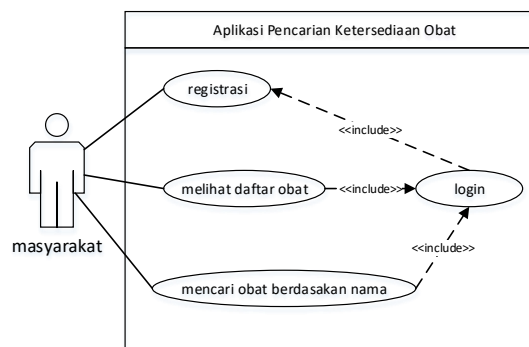 Aplikasi Pencarian Ketersediaan Obat
registrasi
<<include>>
melihat daftar obat
<<include>>
login
masyarakat
<<include>>
mencari obat berdasakan nama